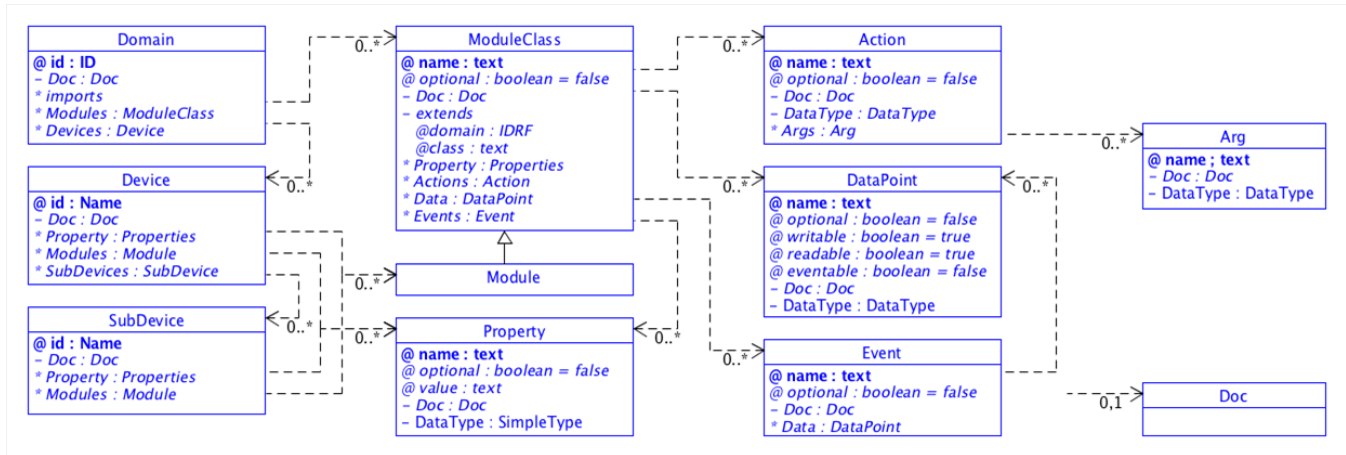 Domain
@ id : ID
– Doc : Doc
* imports
* Modules : ModuleClass
* Devices : Device
0..*
0..*
Device
@ id : Name
– Doc : Doc
* Property : Properties
* Modules : Module
* SubDevices : SubDevice
0..*
SubDevice
@ id : Name
– Doc : Doc
* Property : Properties
* Modules : Module
0..*
0..*
ModuleClass
@ name : text
@ optional : boolean = false
– Doc : Doc
– extends
@domain : IDRF
@class : text
* Property : Properties
* Actions : Action
* Data : DataPoint
* Events : Event
Module
Property
@ name : text
@ optional : boolean = false
@ value : text
– Doc : Doc
– DataType : SimpleType
0..*
0..*
0..*
0..*
Action
@ name : text
@ optional : boolean = false
– Doc : Doc
– DataType : DataType
* Args : Arg
0..*
DataPoint
@ name : text
@ optional : boolean = false
@ writable : boolean = true
@ readable : boolean = true
@ eventable : boolean = false
– Doc : Doc
– DataType : DataType
0..*
Event
@ name : text
@ optional : boolean = false
– Doc : Doc
* Data : DataPoint
Arg
@ name ; text
– Doc : Doc
– DataType : DataType
0,1
Doc